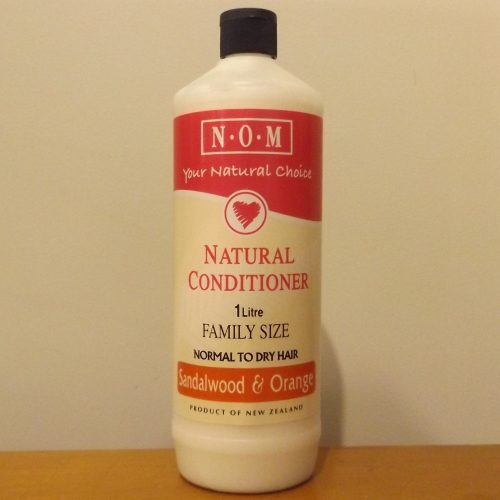 N·O·M
Your Natural Choice
NATURAL
CONDITIONER
1 Litre
FAMILY SIZE
NORMAL TO DRY HAIR
Sandalwood & Orange
PRODUCT OF NEW ZEALAND